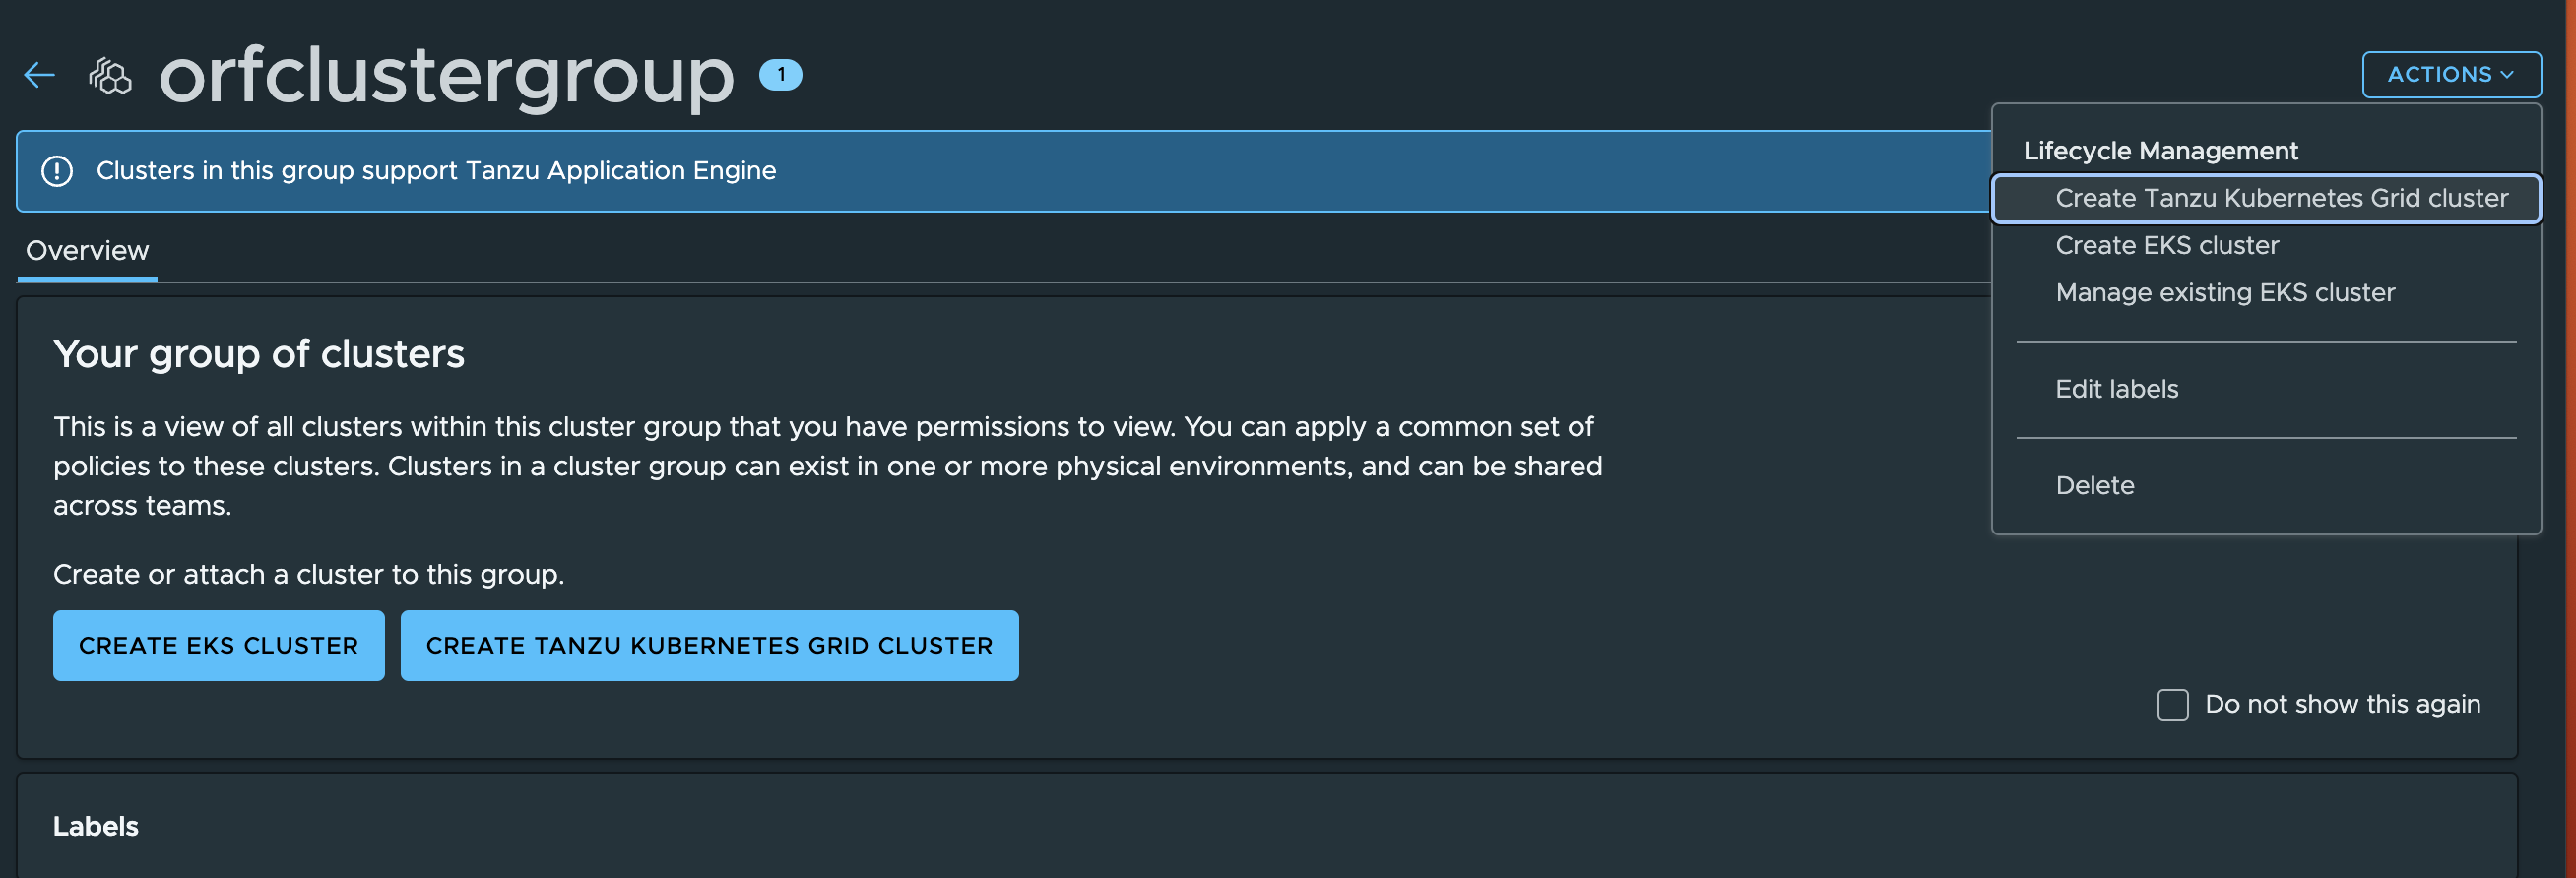 orfclustergroup 1
ACTIONS
Clusters in this group support Tanzu Application Engine
Lifecycle Management
Create Tanzu Kubernetes Grid cluster
Create EKS cluster
Manage existing EKS cluster
Edit labels
Delete
Overview
Your group of clusters
This is a view of all clusters within this cluster group that you have permissions to view. You can apply a common set of
policies to these clusters. Clusters in a cluster group can exist in one or more physical environments, and can be shared
across teams.
Create or attach a cluster to this group.
CREATE EKS CLUSTER
CREATE TANZU KUBERNETES GRID CLUSTER
Do not show this again
Labels